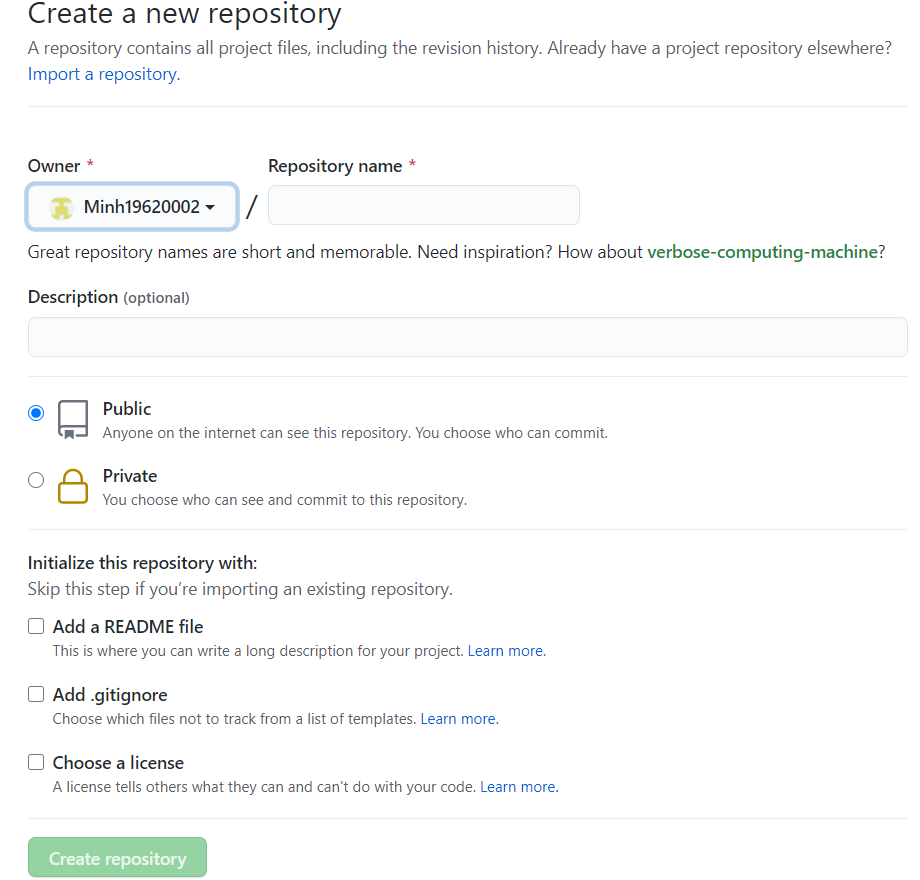 Create a new repository
A repository contains all project files, including the revision history. Already have a project repository elsewhere?
Import a repository.
Owner * Repository name *
Minh19620002 /
Great repository names are short and memorable. Need inspiration? How about verbose-computing-machine?
Description (optional)
Public
Anyone on the internet can see this repository. You choose who can commit.
Private
You choose who can see and commit to this repository.
Initialize this repository with:
Skip this step if you’re importing an existing repository.
Add a README file
This is where you can write a long description for your project. Learn more.
Add .gitignore
Choose which files not to track from a list of templates. Learn more.
Choose a license
A license tells others what they can and can't do with your code. Learn more.
Create repository